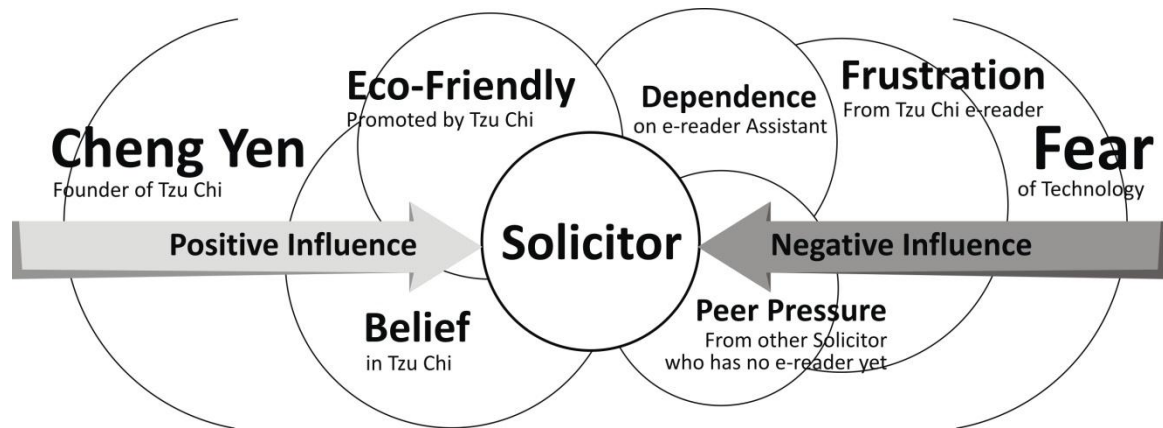 Cheng Yen
Founder of Tzu Chi
Eco-Friendly
Promoted by Tzu Chi
Belief
in Tzu Chi
Positive Influence
Solicitor
Negative Influence
Dependence
on e-reader Assistant
Frustration
From Tzu Chi e-reader
Fear
of Technology
Peer Pressure
From other Solicitor
who has no e-reader yet